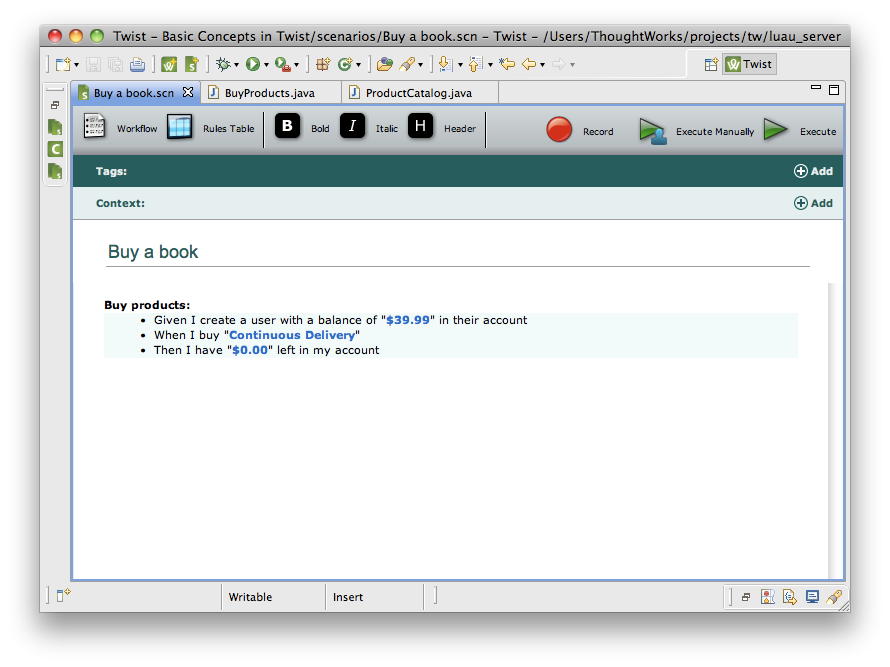 Twist – Basic Concepts in Twist/scenarios/Buy a book.scn – Twist – /Users/ThoughtWorks/projects/tw/luau_server
Twist
Buy a book.scn
BuyProducts.java
ProductCatalog.java
Workflow
Rules Table
B Bold
I Italic
H Header
Record
Execute Manually
Execute
Tags:
Add
Context:
Add
Buy a book
Buy products:
• Given I create a user with a balance of "$39.99" in their account
• When I buy "Continuous Delivery"
• Then I have "$0.00" left in my account
Writable
Insert